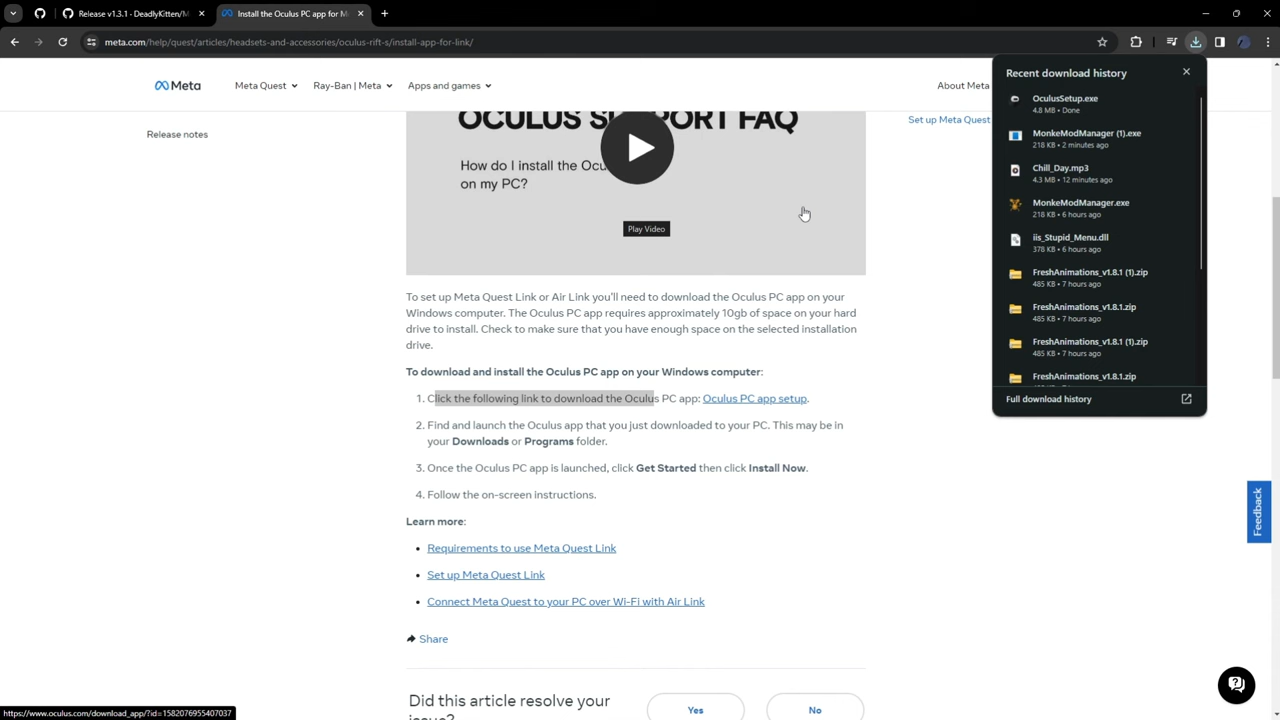 Release v1.3.1 - DeadlyKitten/M
Install the Oculus PC app for M
meta.com/help/quest/articles/headsets-and-accessories/oculus-rift-s/install-app-for-link/
Meta
Meta Quest
Ray-Ban | Meta
Apps and games
About Meta
Release notes
Set up Meta Quest
OCULUS SUPPORT FAQ
How do I install the Ocu
on my PC?
Play Video
To set up Meta Quest Link or Air Link you'll need to download the Oculus PC app on your
Windows computer. The Oculus PC app requires approximately 10gb of space on your hard
drive to install. Check to make sure that you have enough space on the selected installation
drive.
To download and install the Oculus PC app on your Windows computer:
1. Click the following link to download the Oculus PC app: Oculus PC app setup.
2. Find and launch the Oculus app that you just downloaded to your PC. This may be in
your Downloads or Programs folder.
3. Once the Oculus PC app is launched, click Get Started then click Install Now.
4. Follow the on-screen instructions.
Learn more:
• Requirements to use Meta Quest Link
• Set up Meta Quest Link
• Connect Meta Quest to your PC over Wi-Fi with Air Link
Share
Did this article resolve your
issue?
Yes
No
Recent download history
OculusSetup.exe
4.8 MB • Done
MonkeModManager (1).exe
218 KB • 2 minutes ago
Chill_Day.mp3
4.3 MB • 12 minutes ago
MonkeModManager.exe
218 KB • 6 hours ago
iis_Stupid_Menu.dll
378 KB • 6 hours ago
FreshAnimations_v1.8.1 (1).zip
485 KB • 7 hours ago
FreshAnimations_v1.8.1.zip
485 KB • 7 hours ago
FreshAnimations_v1.8.1 (1).zip
485 KB • 7 hours ago
FreshAnimations_v1.8.1.zip
Full download history
Feedback
https://www.oculus.com/download_app/?id=1582076955407037